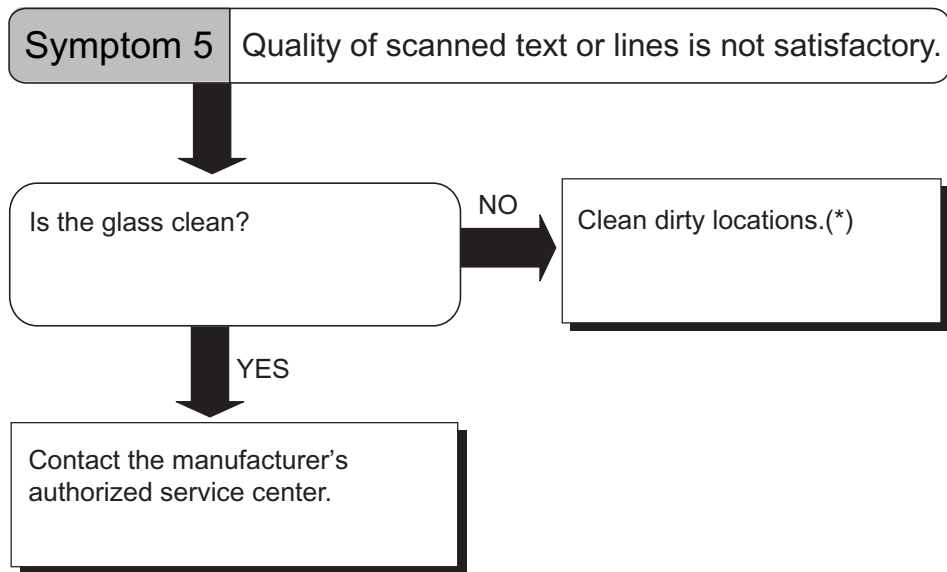 Symptom 5 Quality of scanned text or lines is not satisfactory.
Is the glass clean?
NO
Clean dirty locations.(*)
YES
Contact the manufacturer’s
authorized service center.